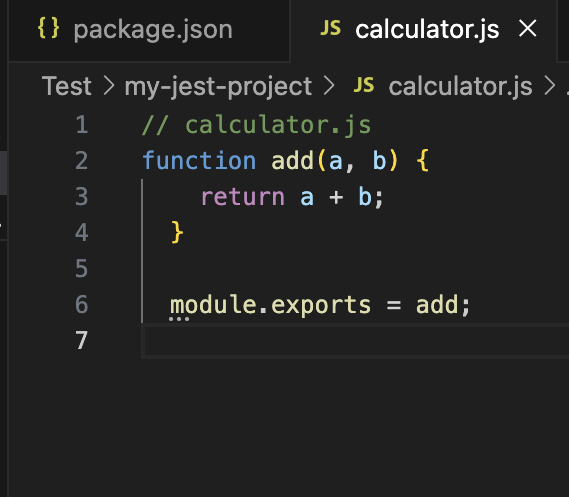 {} package.json JS calculator.js ×
Test > my-jest-project > JS calculator.js > .
1 // calculator.js
2 function add(a, b) {
3 return a + b;
4 }
5
6 module.exports = add;
7